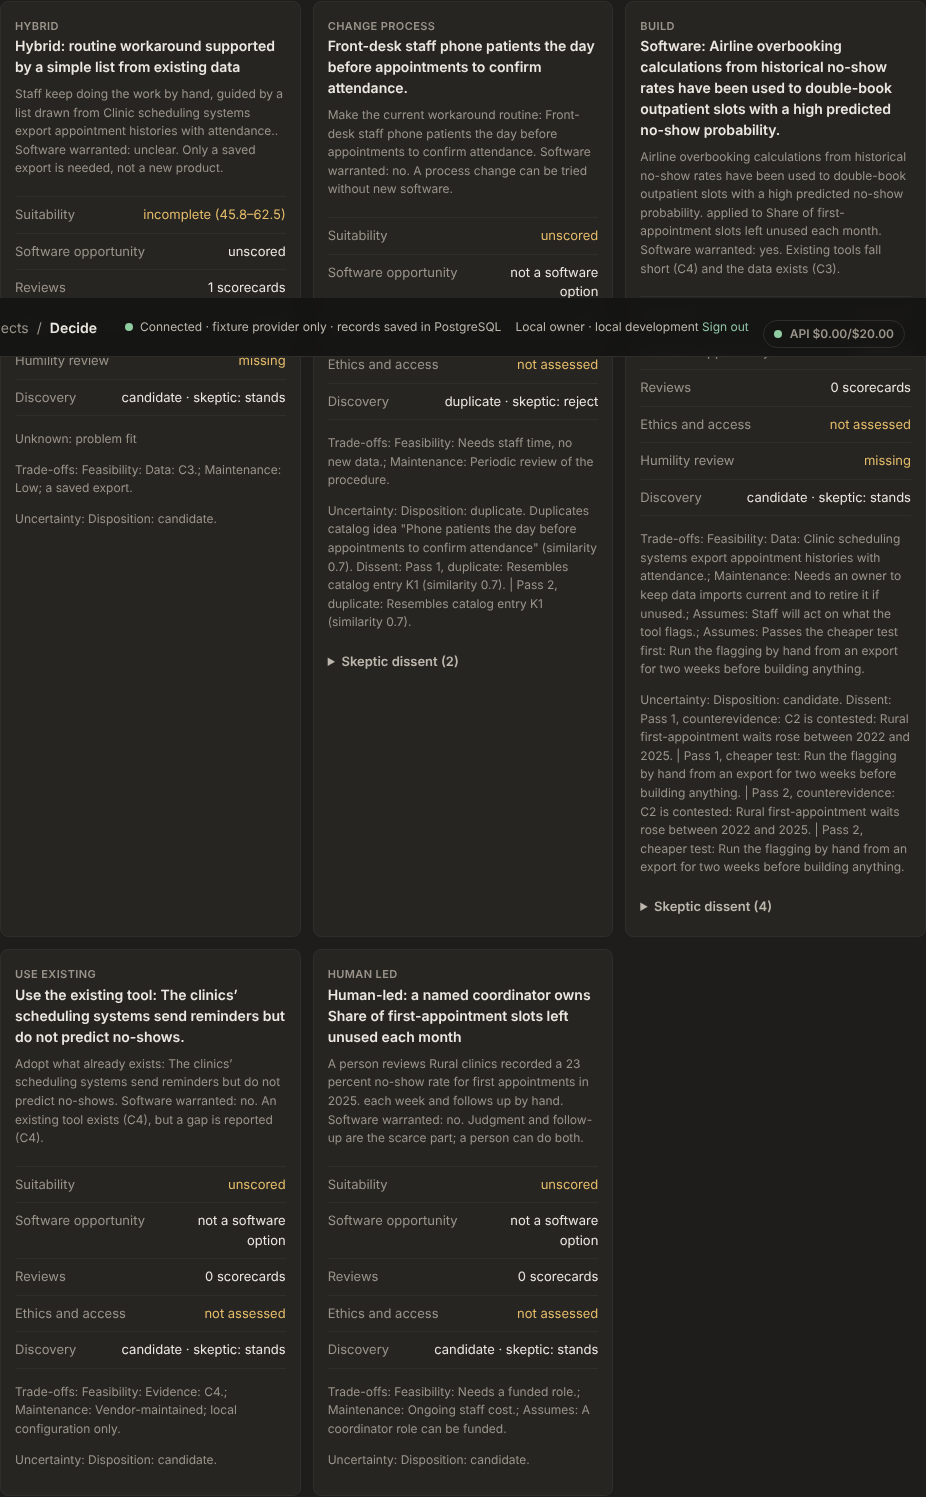 HYBRID
Hybrid: routine workaround supported
by a simple list from existing data
Staff keep doing the work by hand, guided by a
list drawn from Clinic scheduling systems
export appointment histories with attendance..
Software warranted: unclear. Only a saved
export is needed, not a new product.
Suitability incomplete (45.8–62.5)
Software opportunity unscored
Reviews 1 scorecards
CHANGE PROCESS
Front-desk staff phone patients the day
before appointments to confirm
attendance.
Make the current workaround routine: Front-
desk staff phone patients the day before
appointments to confirm attendance. Software
warranted: no. A process change can be tried
without new software.
Suitability unscored
Software opportunity not a software
option
BUILD
Software: Airline overbooking
calculations from historical no-show
rates have been used to double-book
outpatient slots with a high predicted
no-show probability.
Airline overbooking calculations from historical
no-show rates have been used to double-book
outpatient slots with a high predicted no-show
probability. applied to Share of first-
appointment slots left unused each month.
Software warranted: yes. Existing tools fall
short (C4) and the data exists (C3).
ects / Decide
Connected · fixture provider only · records saved in PostgreSQL Local owner · local development Sign out
API $0.00/$20.00
Humility review missing
Discovery candidate · skeptic: stands
Unknown: problem fit
Trade-offs: Feasibility: Data: C3.; Maintenance:
Low; a saved export.
Uncertainty: Disposition: candidate.
Ethics and access not assessed
Discovery duplicate · skeptic: reject
Trade-offs: Feasibility: Needs staff time, no
new data.; Maintenance: Periodic review of the
procedure.
Uncertainty: Disposition: duplicate. Duplicates
catalog idea "Phone patients the day before
appointments to confirm attendance" (similarity
0.7). Dissent: Pass 1, duplicate: Resembles
catalog entry K1 (similarity 0.7). | Pass 2,
duplicate: Resembles catalog entry K1
(similarity 0.7).
▶ Skeptic dissent (2)
Reviews 0 scorecards
Ethics and access not assessed
Humility review missing
Discovery candidate · skeptic: stands
Trade-offs: Feasibility: Data: Clinic scheduling
systems export appointment histories with
attendance.; Maintenance: Needs an owner to
keep data imports current and to retire it if
unused.; Assumes: Staff will act on what the
tool flags.; Assumes: Passes the cheaper test
first: Run the flagging by hand from an export
for two weeks before building anything.
Uncertainty: Disposition: candidate. Dissent:
Pass 1, counterevidence: C2 is contested: Rural
first-appointment waits rose between 2022 and
2025. | Pass 1, cheaper test: Run the flagging
by hand from an export for two weeks before
building anything. | Pass 2, counterevidence:
C2 is contested: Rural first-appointment waits
rose between 2022 and 2025. | Pass 2,
cheaper test: Run the flagging by hand from an
export for two weeks before building anything.
▶ Skeptic dissent (4)
USE EXISTING
Use the existing tool: The clinics’
scheduling systems send reminders but
do not predict no-shows.
Adopt what already exists: The clinics’
scheduling systems send reminders but do not
predict no-shows. Software warranted: no. An
existing tool exists (C4), but a gap is reported
(C4).
Suitability unscored
Software opportunity not a software
option
Reviews 0 scorecards
Ethics and access not assessed
Discovery candidate · skeptic: stands
Trade-offs: Feasibility: Evidence: C4.;
Maintenance: Vendor-maintained; local
configuration only.
Uncertainty: Disposition: candidate.
HUMAN LED
Human-led: a named coordinator owns
Share of first-appointment slots left
unused each month
A person reviews Rural clinics recorded a 23
percent no-show rate for first appointments in
2025. each week and follows up by hand.
Software warranted: no. Judgment and follow-
up are the scarce part; a person can do both.
Suitability unscored
Software opportunity not a software
option
Reviews 0 scorecards
Ethics and access not assessed
Discovery candidate · skeptic: stands
Trade-offs: Feasibility: Needs a funded role.;
Maintenance: Ongoing staff cost.; Assumes: A
coordinator role can be funded.
Uncertainty: Disposition: candidate.